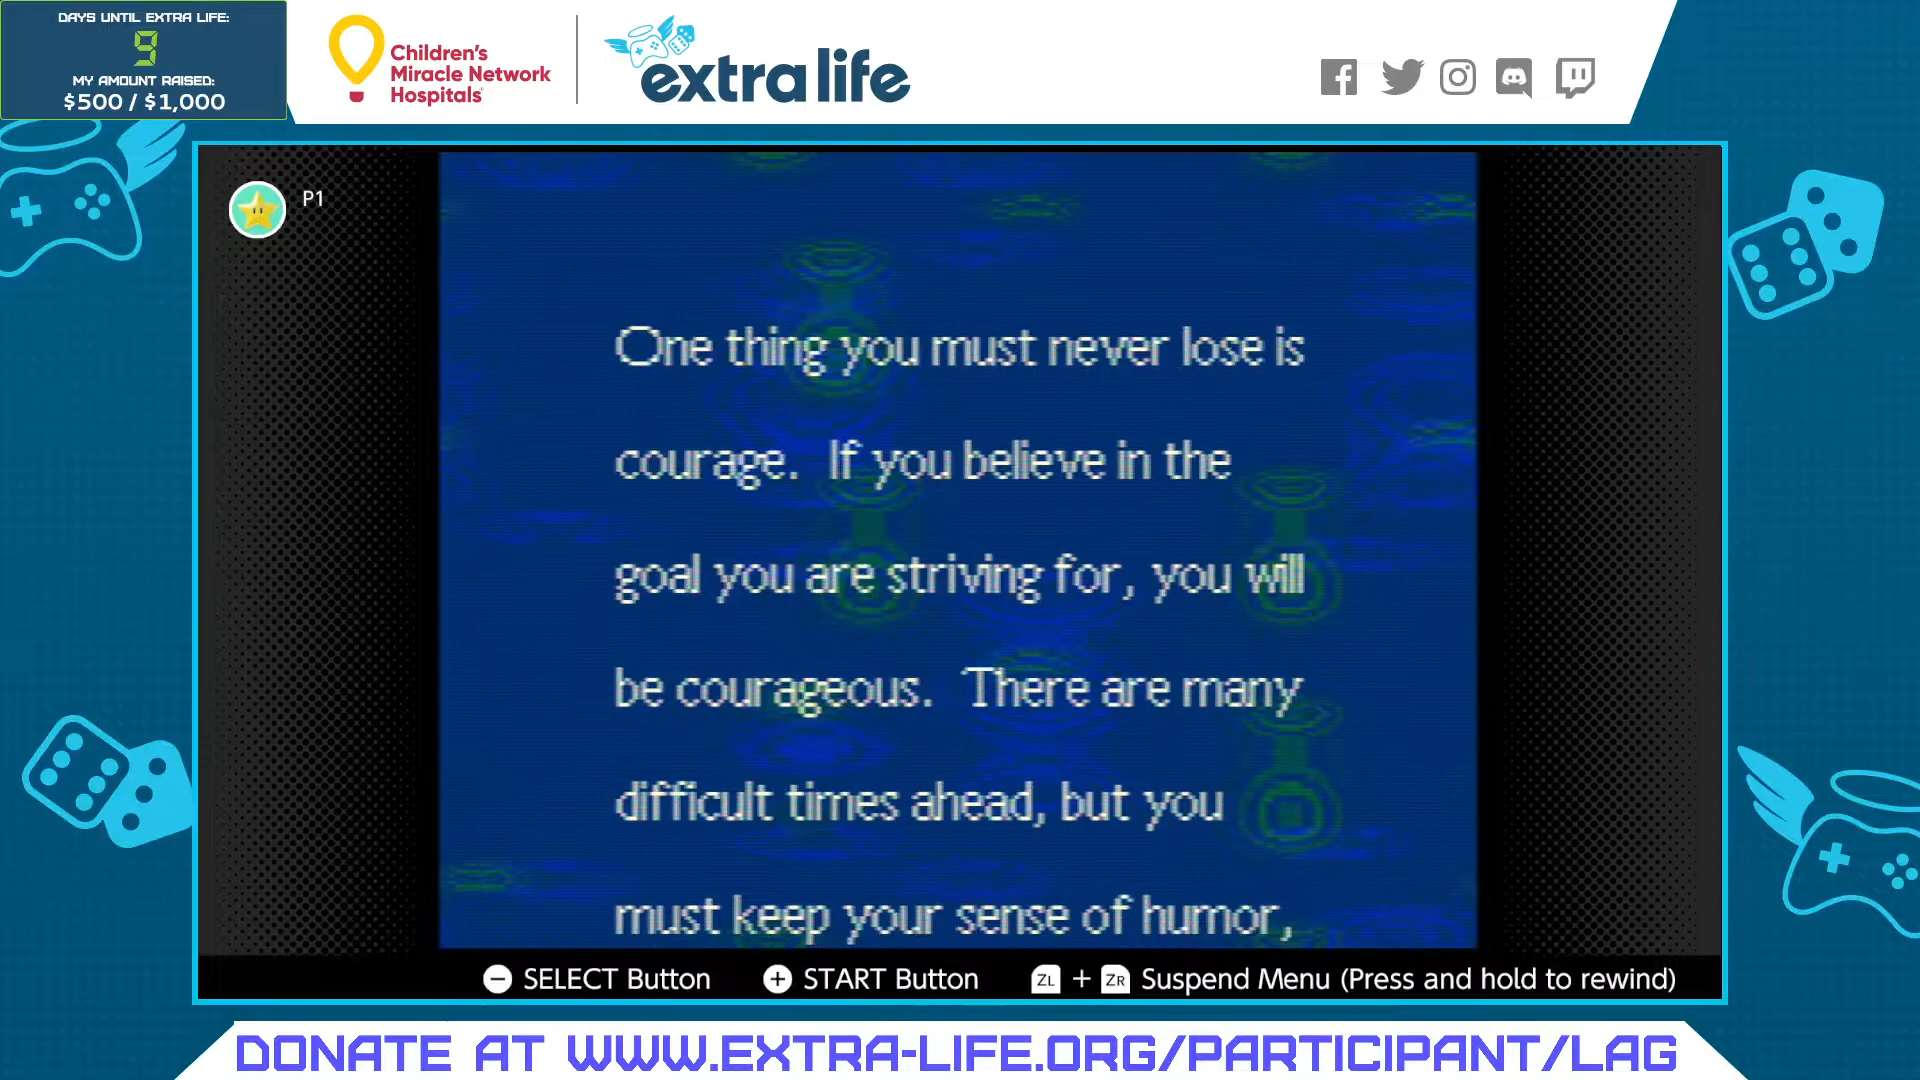 DAYS UNTIL EXTRA LIFE:
9
MY AMOUNT RAISED:
$500 / $1,000
Children's
Miracle Network
Hospitals
extra life
P1
One thing you must never lose is
courage. If you believe in the
goal you are striving for, you will
be courageous. There are many
difficult times ahead, but you
must keep your sense of humor,
- SELECT Button + START Button ZL + ZR Suspend Menu (Press and hold to rewind)
DONATE AT WWW.EXTRA-LIFE.ORG/PARTICIPANT/LAG